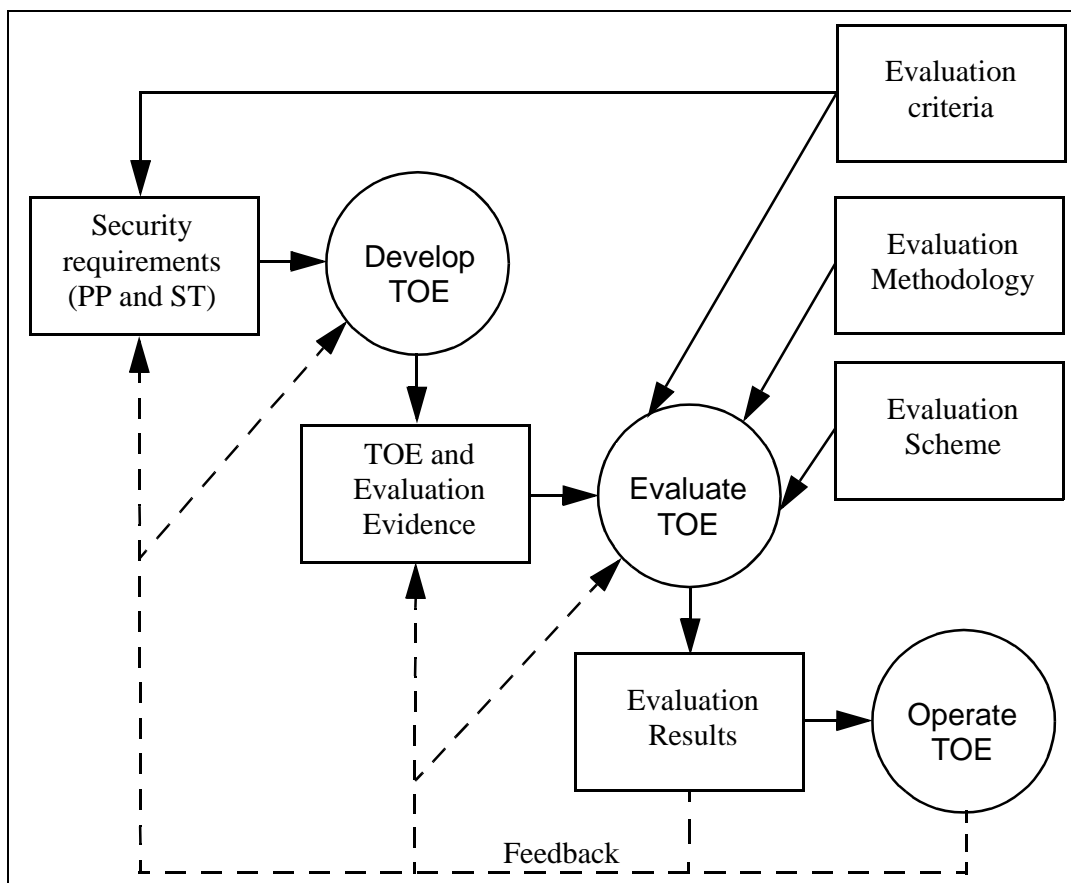 Evaluation
criteria
Security
requirements
(PP and ST)
Develop
TOE
Evaluation
Methodology
Evaluation
Scheme
TOE and
Evaluation
Evidence
Evaluate
TOE
Evaluation
Results
Operate
TOE
Feedback